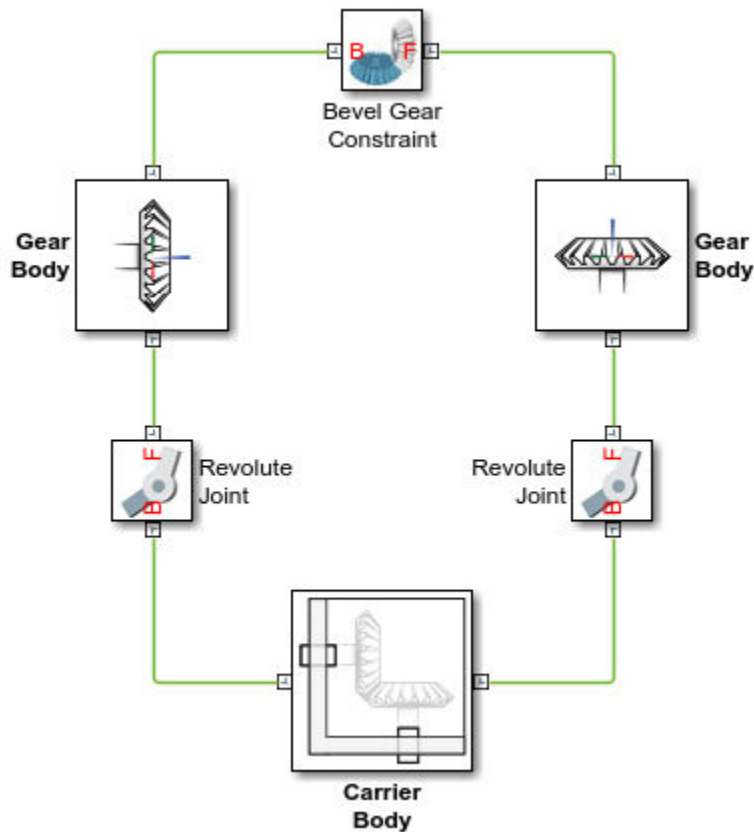 B F
Bevel Gear
Constraint
Gear
Body
Gear
Body
F
B
Revolute
Joint
Revolute
Joint
F
B
Carrier
Body